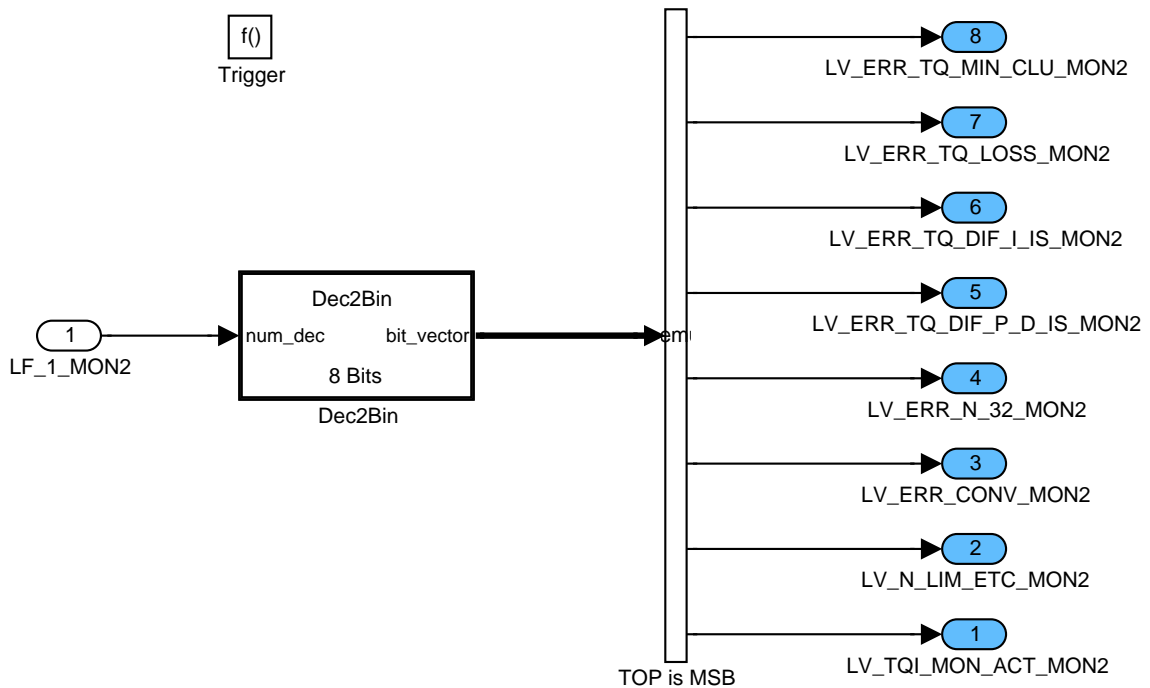 f()
Trigger
8
LV_ERR_TQ_MIN_CLU_MON2
7
LV_ERR_TQ_LOSS_MON2
6
LV_ERR_TQ_DIF_I_IS_MON2
5
LV_ERR_TQ_DIF_P_D_IS_MON2
4
LV_ERR_N_32_MON2
3
LV_ERR_CONV_MON2
2
LV_N_LIM_ETC_MON2
1
LV_TQI_MON_ACT_MON2
1
LF_1_MON2
Dec2Bin
num_dec
bit_vector
8 Bits
Dec2Bin
TOP is MSB